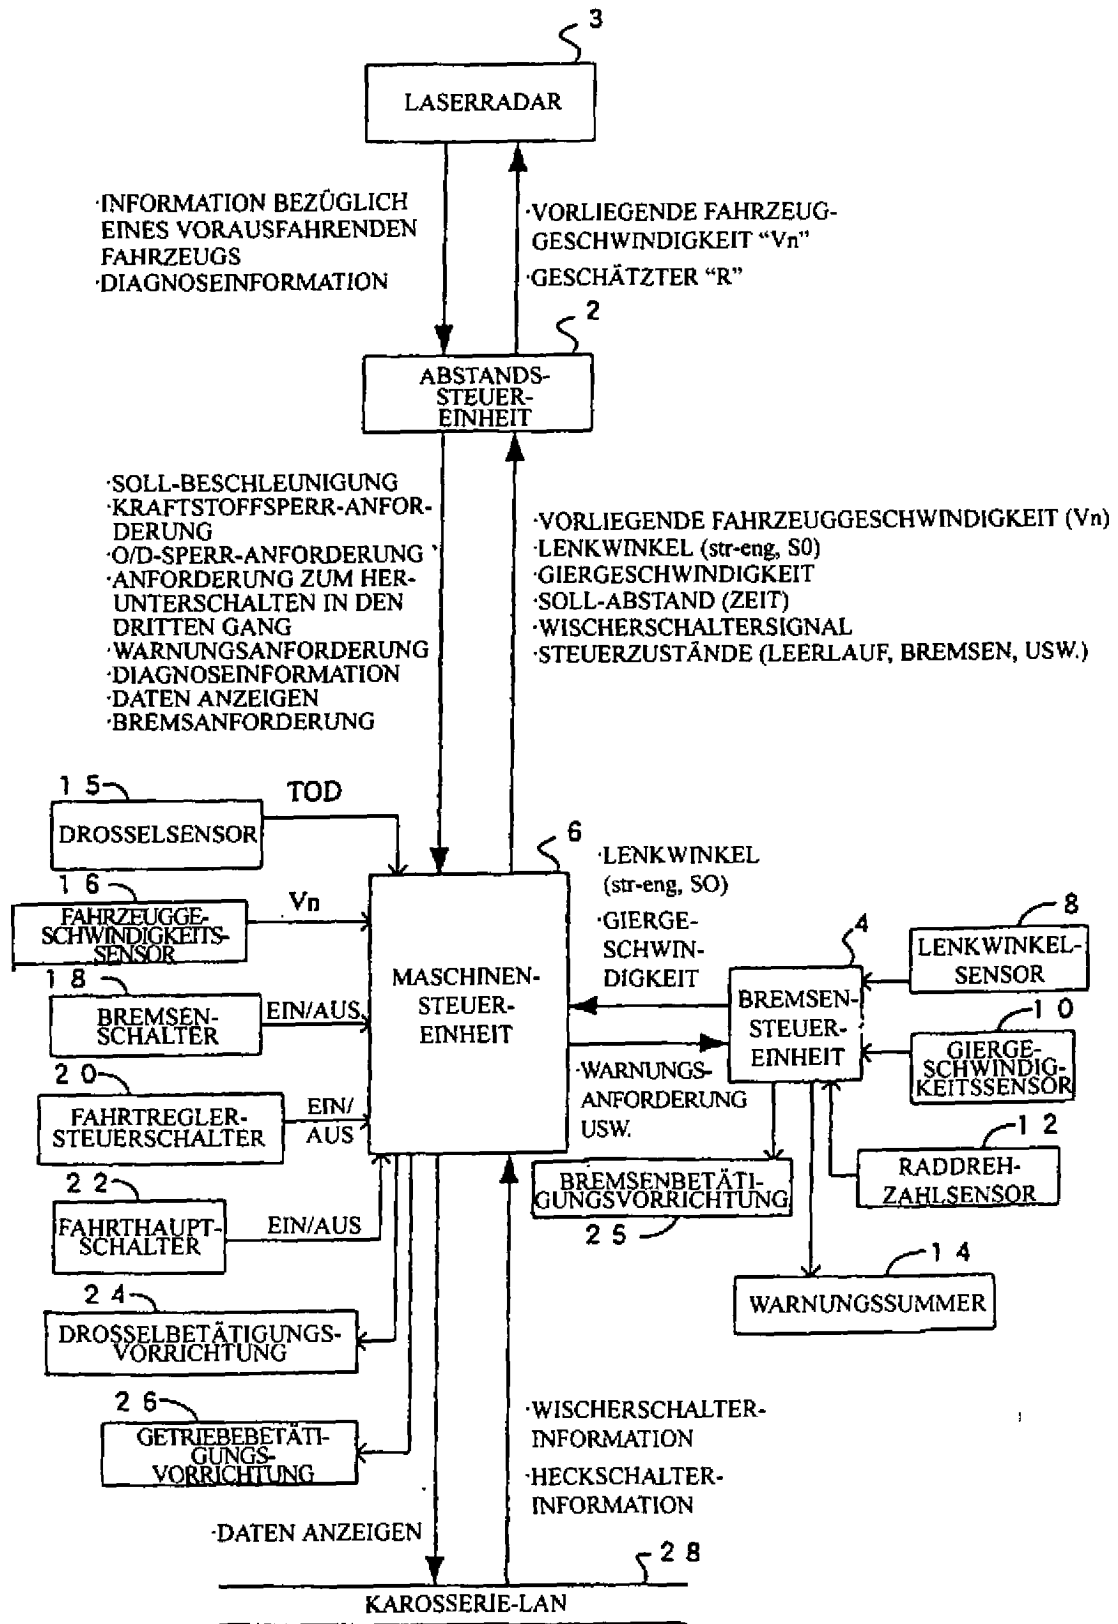 3
LASERRADAR
·INFORMATION BEZÜGLICH
EINES VORAUSFAHRENDEN
FAHRZEUGS
·DIAGNOSEINFORMATION
·VORLIEGENDE FAHRZEUG-
GESCHWINDIGKEIT “Vn”
·GESCHÄTZTER “R”
2
ABSTANDS-
STEUER-
EINHEIT
·SOLL-BESCHLEUNIGUNG
·KRAFTSTOFFSPERR-ANFOR-
DERUNG
·O/D-SPERR-ANFORDERUNG
·ANFORDERUNG ZUM HER-
UNTERSCHALTEN IN DEN
DRITTEN GANG
·WARNUNGSANFORDERUNG
·DIAGNOSEINFORMATION
·DATEN ANZEIGEN
·BREMSANFORDERUNG
·VORLIEGENDE FAHRZEUGGESCHWINDIGKEIT (Vn)
·LENKWINKEL (str-eng, S0)
·GIERGESCHWINDIGKEIT
·SOLL-ABSTAND (ZEIT)
·WISCHERSCHALTERSIGNAL
·STEUERZUSTÄNDE (LEERLAUF, BREMSEN, USW.)
15
DROSSELSENSOR
TOD
16
FAHRZEUGGE-
SCHWINDIGKEITS-
SENSOR
Vn
18
BREMSEN-
SCHALTER
EIN/AUS
20
FAHRTREGLER-
STEUERSCHALTER
EIN/
AUS
22
FAHRTHAUPT-
SCHALTER
EIN/AUS
24
DROSSELBETÄTIGUNGS-
VORRICHTUNG
26
GETRIEBEBETÄTI-
GUNGS-
VORRICHTUNG
6
MASCHINEN-
STEUER-
EINHEIT
·LENKWINKEL
(str-eng, SO)
·GIERGE-
SCHWIN-
DIGKEIT
·WARNUNGS-
ANFORDERUNG
USW.
4
BREMSEN-
STEUER-
EINHEIT
8
LENKWINKEL-
SENSOR
10
GIERGE-
SCHWINDIG-
KEITSSENSOR
12
RADDREH-
ZAHLSENSOR
BREMSENBETÄTI-
GUNGSVORRICHTUNG
25
14
WARNUNGSSUMMER
·WISCHERSCHALTER-
INFORMATION
·HECKSCHALTER-
INFORMATION
·DATEN ANZEIGEN
28
KAROSSERIE-LAN